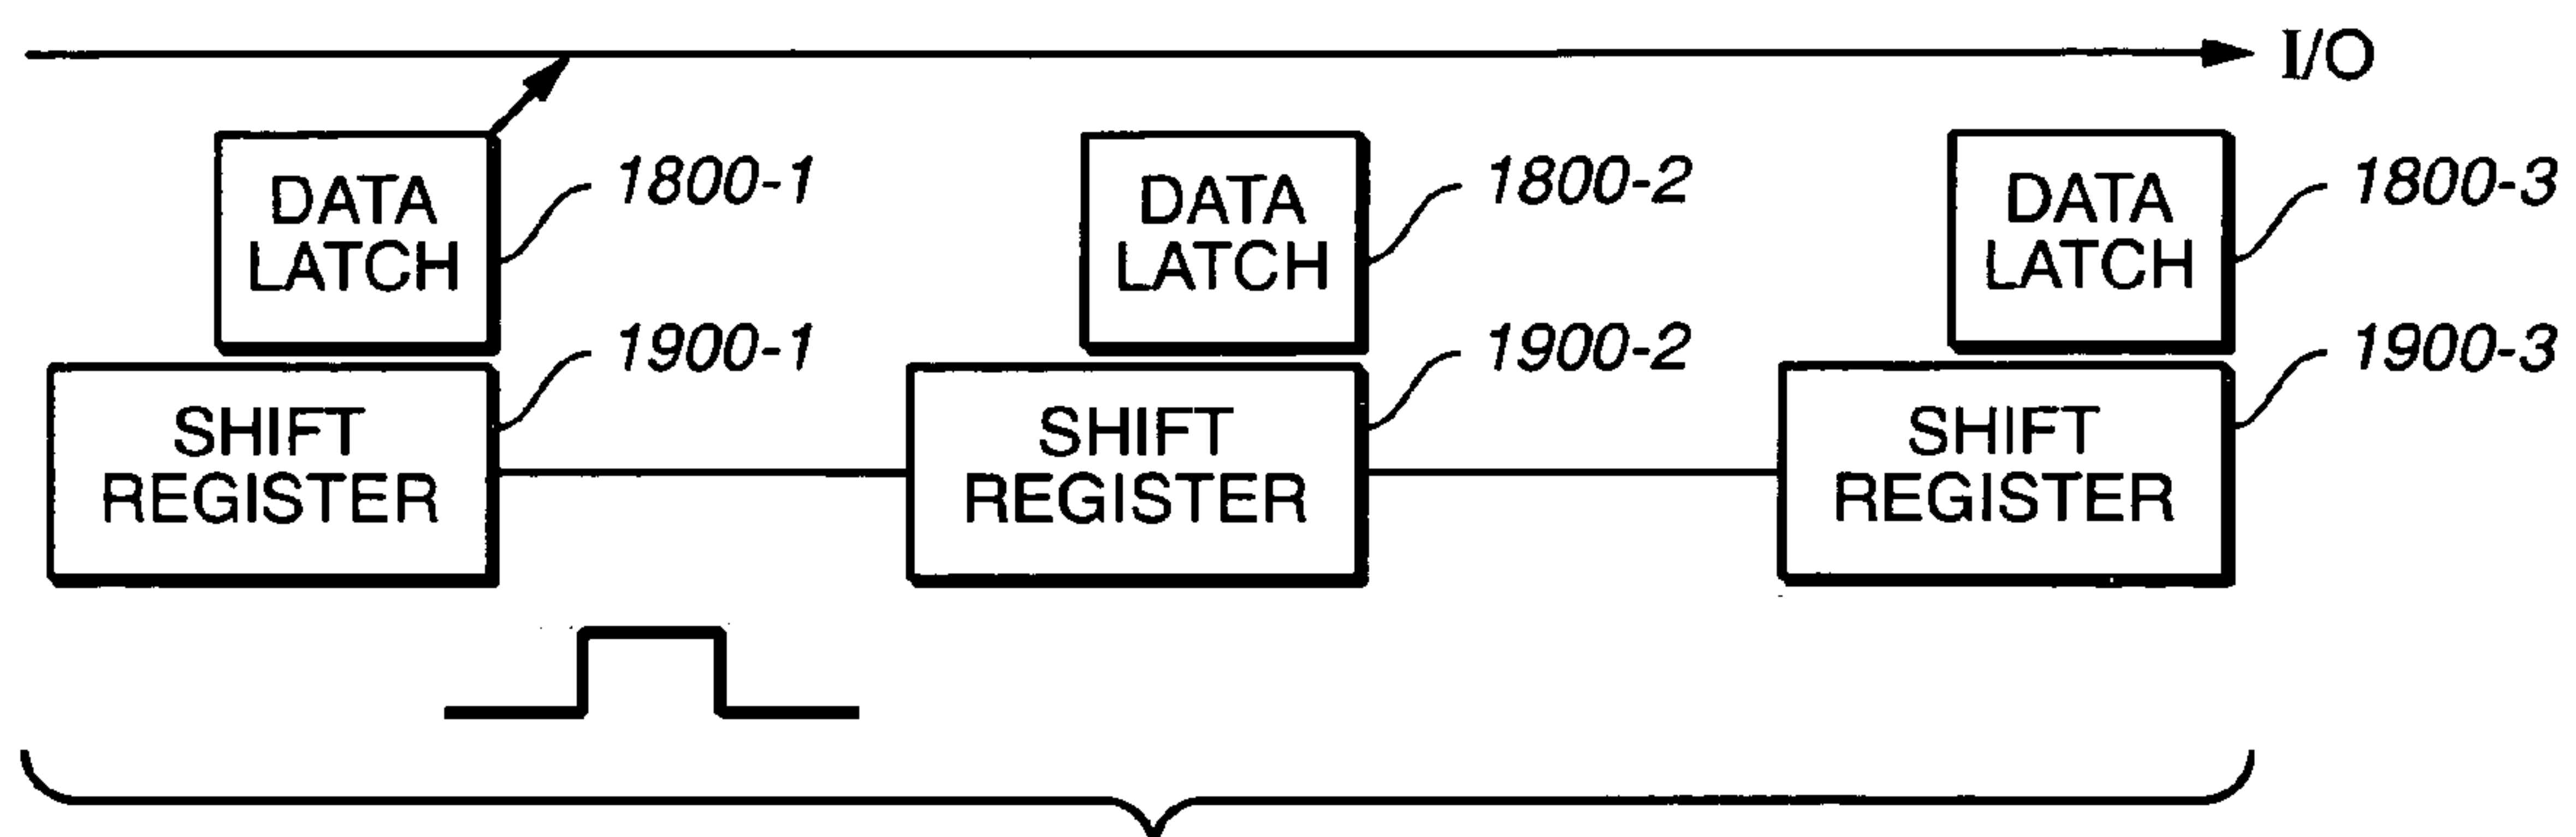 I/O
DATA
LATCH
1800-1
DATA
LATCH
1800-2
DATA
LATCH
1800-3
SHIFT
REGISTER
1900-1
SHIFT
REGISTER
1900-2
SHIFT
REGISTER
1900-3